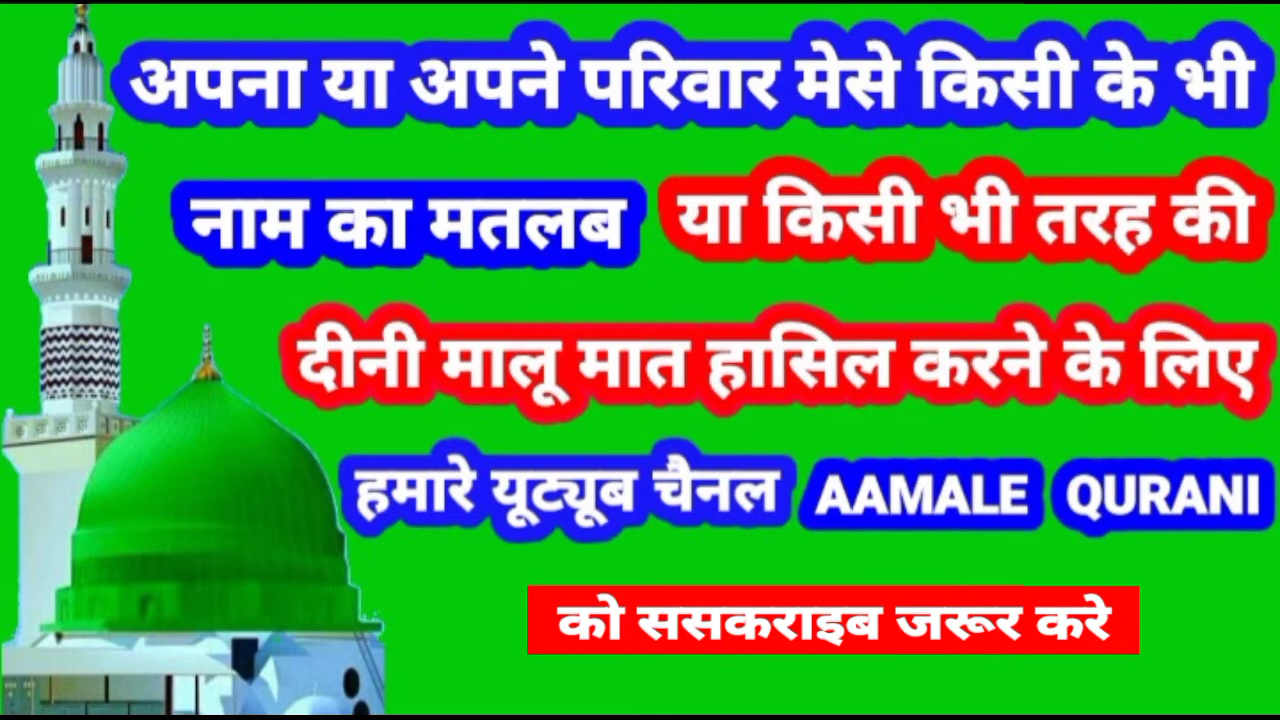 अपना या अपने परिवार मेसे किसी के भी
नाम का मतलब या किसी भी तरह की
दीनी मालू मात हासिल करने के लिए
हमारे यूट्यूब चैनल AAMALE QURANI
को ससकराइब जरूर करे